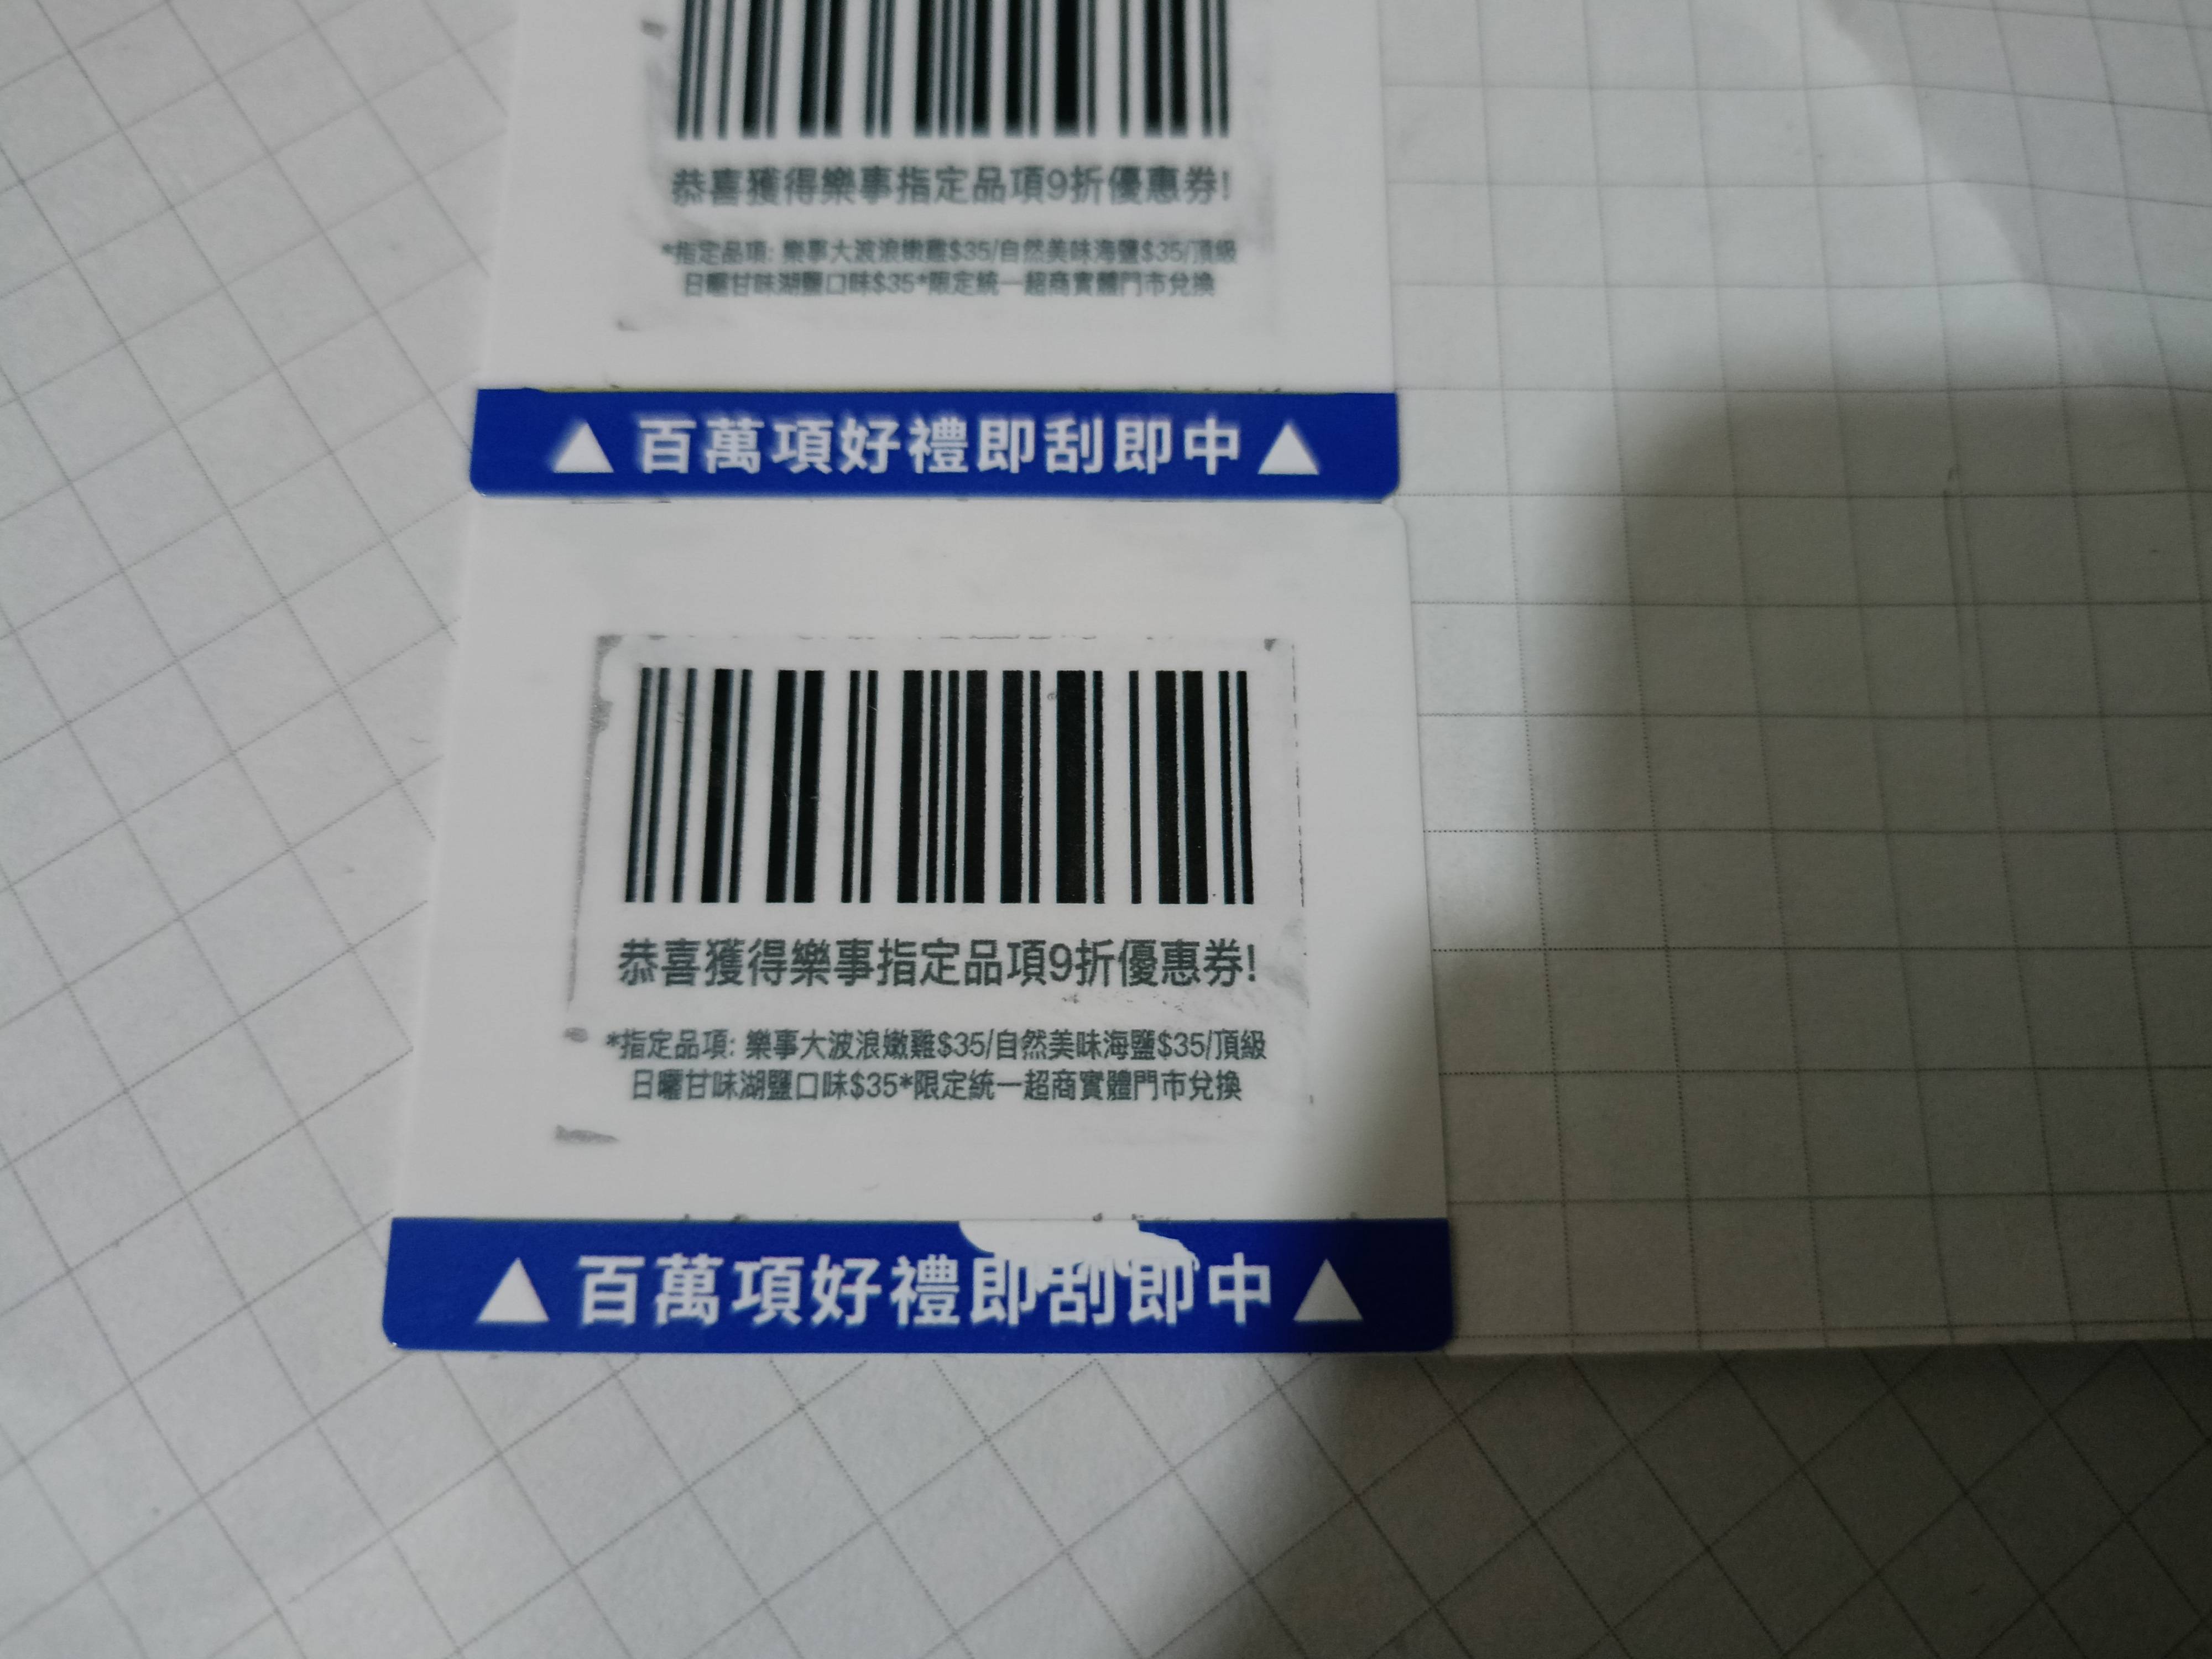 恭喜獲得樂事指定品項9折優惠券!
*指定品項: 樂事大波浪嫩雞$35/自然美味海鹽$35/頂級
日曬甘味湖鹽口味$35*限定統一超商實體門市兌換
▲ 百萬項好禮即刮即中 ▲
恭喜獲得樂事指定品項9折優惠券!
*指定品項: 樂事大波浪嫩雞$35/自然美味海鹽$35/頂級
日曬甘味湖鹽口味$35*限定統一超商實體門市兌換
▲ 百萬項好禮即刮即中 ▲